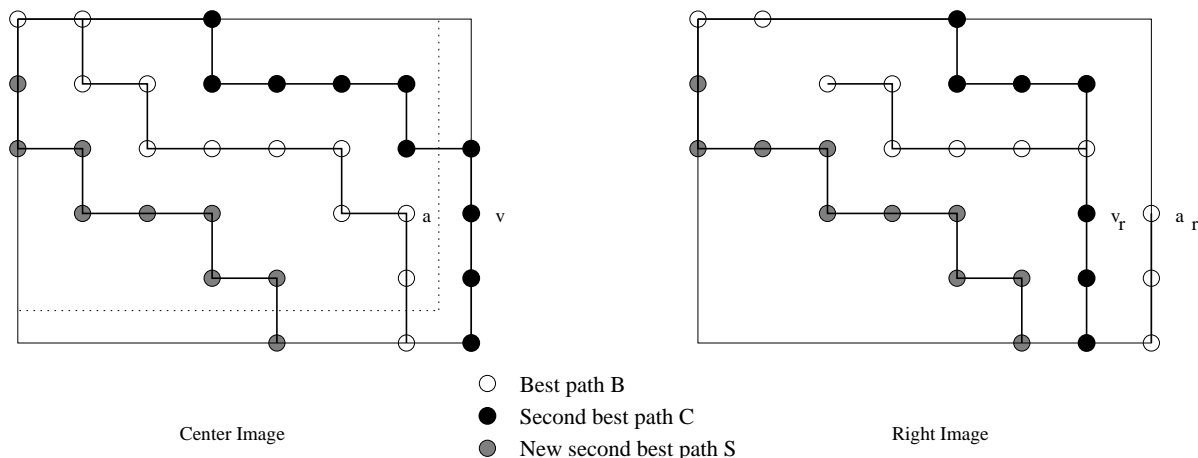 a
v
v r
a r
Best path B
Second best path C
New second best path S
Center Image
Right Image